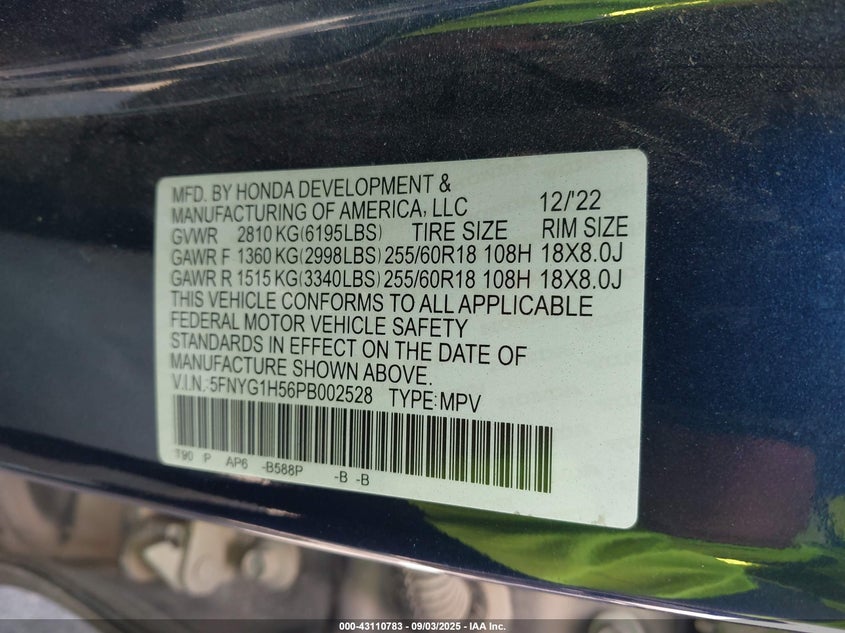 MFD. BY HONDA DEVELOPMENT &
MANUFACTURING OF AMERICA, LLC 12/'22
GVWR 2810 KG(6195LBS) TIRE SIZE RIM SIZE
GAWR F 1360 KG(2998LBS) 255/60R18 108H 18X8.0J
GAWR R 1515 KG(3340LBS) 255/60R18 108H 18X8.0J
THIS VEHICLE CONFORMS TO ALL APPLICABLE
FEDERAL MOTOR VEHICLE SAFETY
STANDARDS IN EFFECT ON THE DATE OF
MANUFACTURE SHOWN ABOVE.
V.I.N.:5FNYG1H56PB002528 TYPE:MPV
T90 P AP6 -B588P -B -B
000-43110783 - 09/03/2025 - IAA Inc.